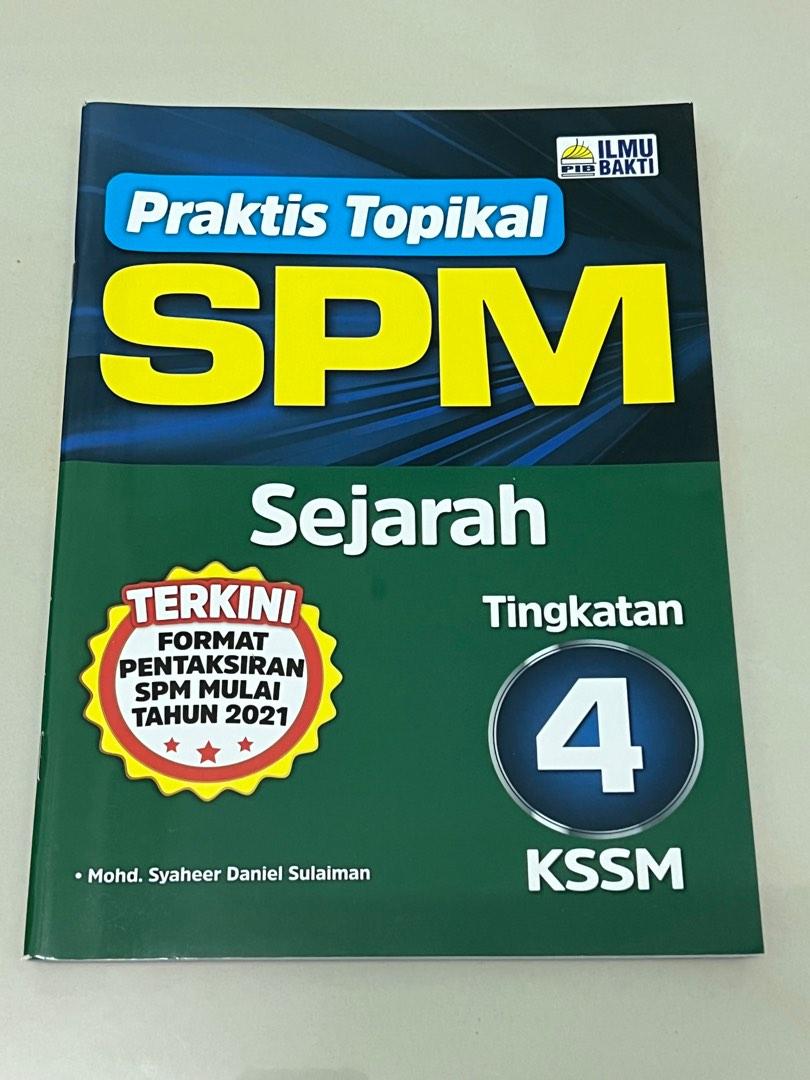 PIB ILMU
BAKTI
Praktis Topikal
SPM
Sejarah
TERKINI
FORMAT
PENTAKSIRAN
SPM MULAI
TAHUN 2021
Tingkatan
4
KSSM
• Mohd. Syaheer Daniel Sulaiman